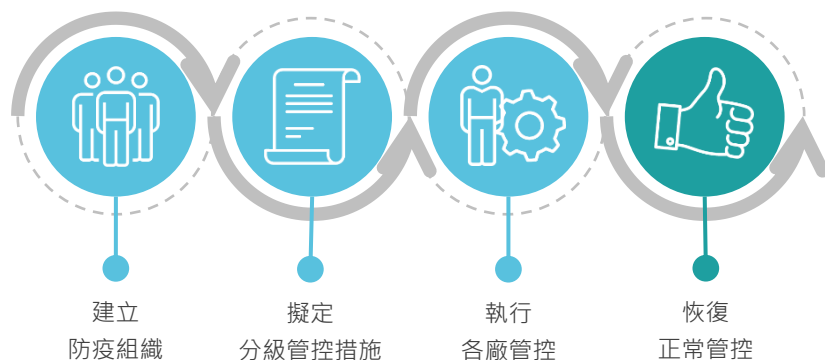 建立
防疫組織
擬定
分級管控措施
執行
各廠管控
恢復
正常管控